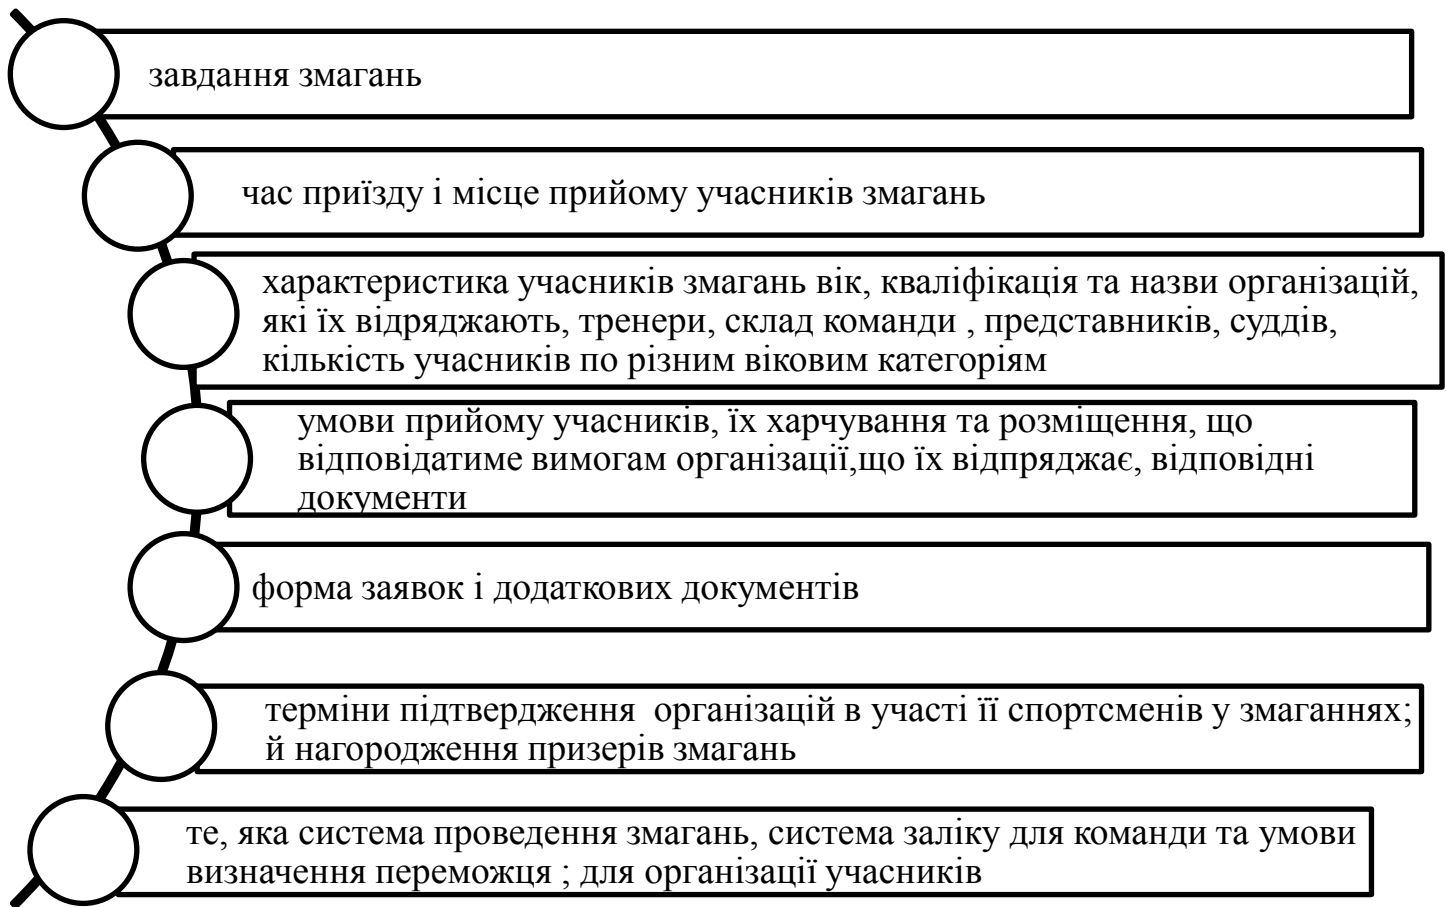 завдання змагань
час приїзду і місце прийому учасників змагань
характеристика учасників змагань вік, кваліфікація та назви організацій,
які їх відряджають, тренери, склад команди , представників, суддів,
кількість учасників по різним віковим категоріям
умови прийому учасників, їх харчування та розміщення, що
відповідатиме вимогам організації,що їх відпряджає, відповідні
документи
форма заявок і додаткових документів
терміни підтвердження  організацій в участі її спортсменів у змаганнях;
й нагородження призерів змагань
те, яка система проведення змагань, система заліку для команди та умови
визначення переможця ; для організації учасників